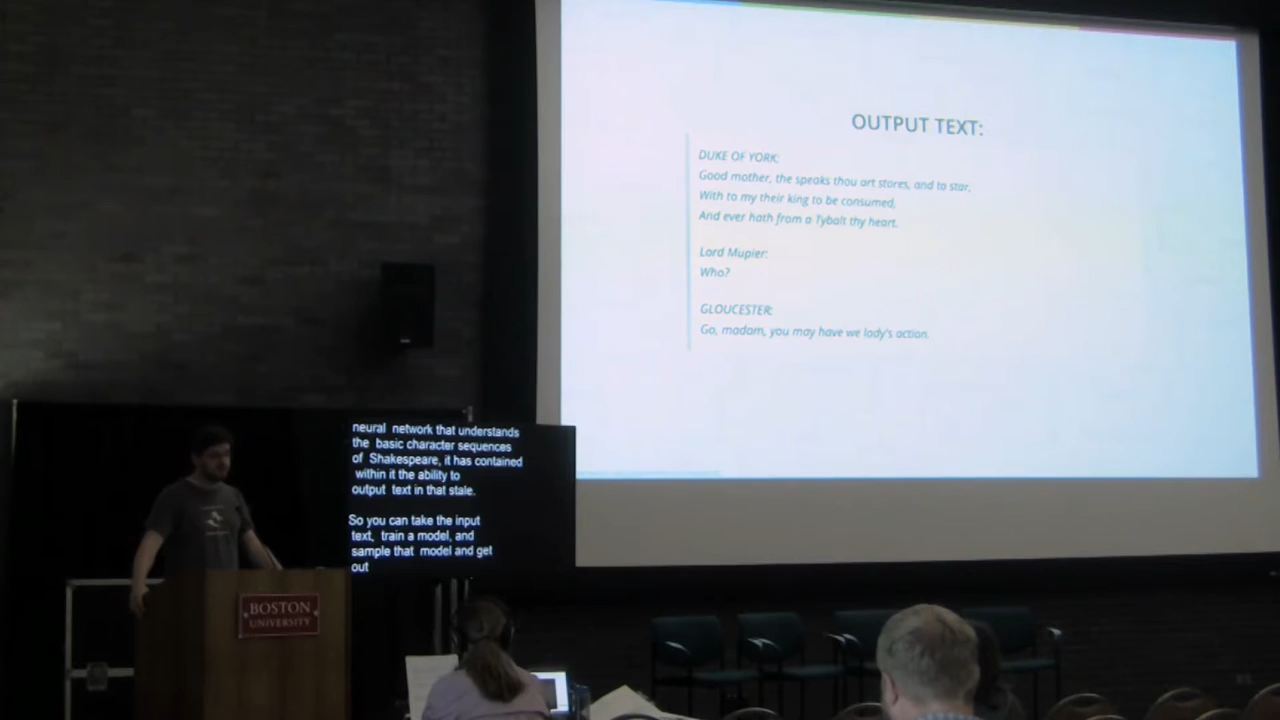 OUTPUT TEXT:
DUKE OF YORK:
Good mother, the speaks thou art stores, and to star,
With to my their king to be consumed,
And ever hath from a Tybalt thy heart.
Lord Mupier:
Who?
GLOUCESTER:
Go, madam, you may have we lady's action.
neural network that understands
the basic character sequences
of Shakespeare, it has contained
within it the ability to
output text in that stale.
So you can take the input
text, train a model, and
sample that model and get
out
BOSTON
UNIVERSITY